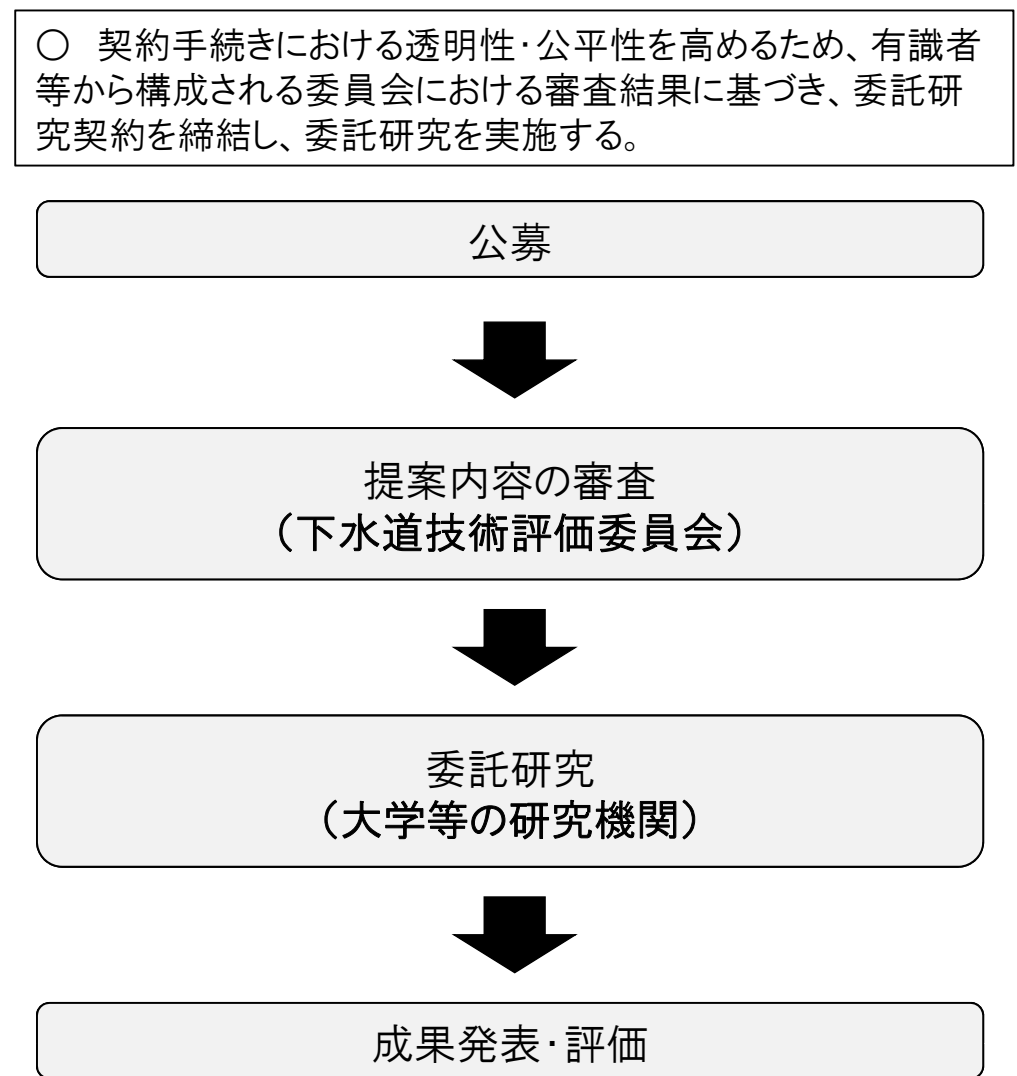 ○　契約手続きにおける透明性・公平性を高めるため、有識者
等から構成される委員会における審査結果に基づき、委託研
究契約を締結し、委託研究を実施する。
公募
提案内容の審査
（下水道技術評価委員会）
委託研究
（大学等の研究機関）
成果発表・評価